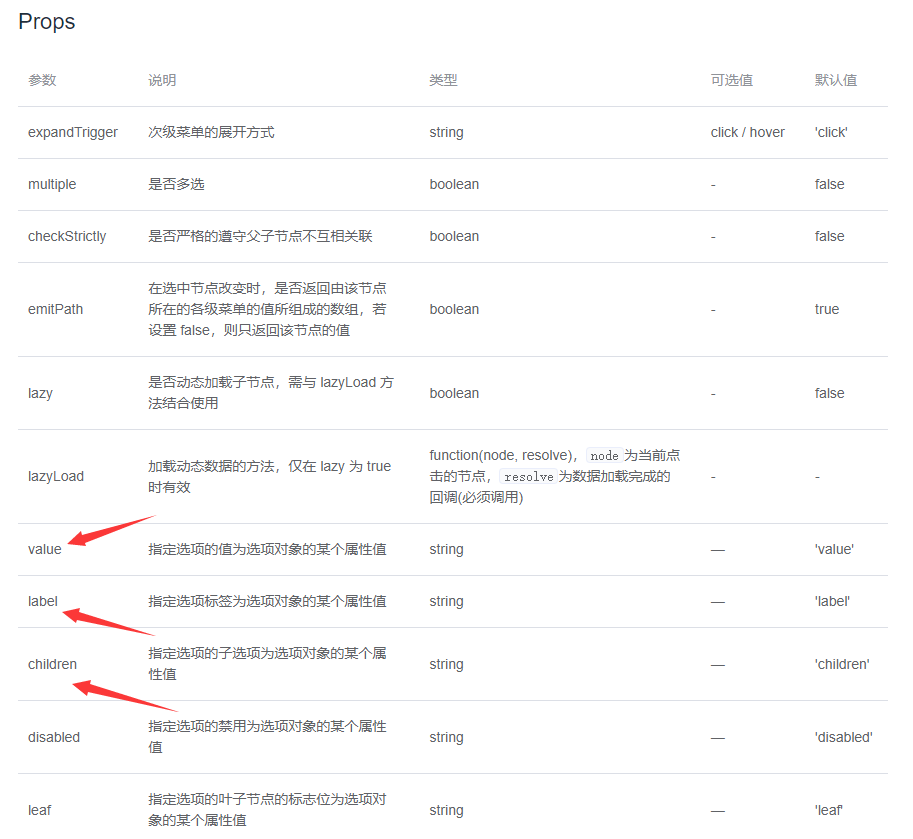 Props
参数 说明 类型 可选值 默认值
expandTrigger 次级菜单的展开方式 string click / hover 'click'
multiple 是否多选 boolean - false
checkStrictly 是否严格的遵守父子节点不互相关联 boolean - false
emitPath 在选中节点改变时，是否返回由该节点
所在的各级菜单的值所组成的数组，若
设置 false，则只返回该节点的值 boolean - true
lazy 是否动态加载子节点，需与 lazyLoad 方
法结合使用 boolean - false
lazyLoad 加载动态数据的方法，仅在 lazy 为 true
时有效 function(node, resolve)，node 为当前点
击的节点，resolve 为数据加载完成的
回调(必须调用) - -
value 指定选项的值为选项对象的某个属性值 string — 'value'
label 指定选项标签为选项对象的某个属性值 string — 'label'
children 指定选项的子选项为选项对象的某个属
性值 string — 'children'
disabled 指定选项的禁用为选项对象的某个属性
值 string — 'disabled'
leaf 指定选项的叶子节点的标志位为选项对
象的某个属性值 string — 'leaf'